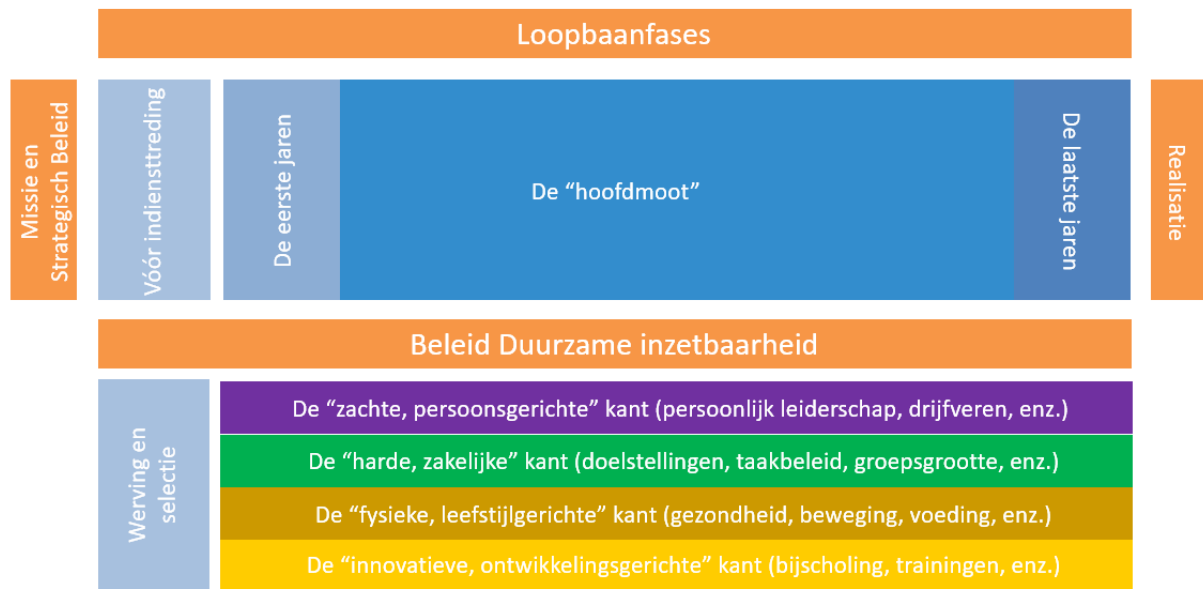 Loopbaanfases
Missie en
Strategisch Beleid
Vóór indiensttreding
De eerste jaren
De “hoofdmoot”
De laatste jaren
Realisatie
Beleid Duurzame inzetbaarheid
Werving en
selectie
De “zachte, persoonsgerichte” kant (persoonlijk leiderschap, drijfveren, enz.)
De “harde, zakelijke” kant (doelstellingen, taakbeleid, groepsgrootte, enz.)
De “fysieke, leefstijlgerichte” kant (gezondheid, beweging, voeding, enz.)
De “innovatieve, ontwikkelingsgerichte” kant (bijscholing, trainingen, enz.)